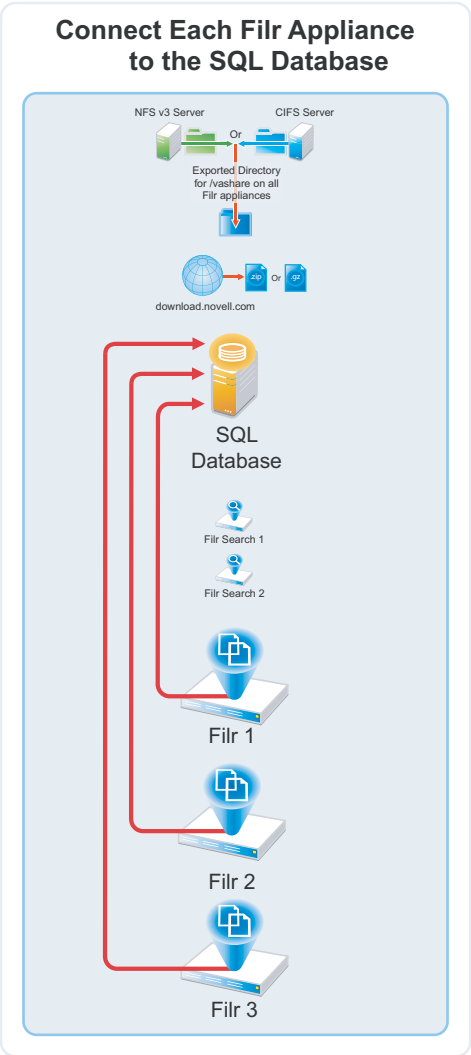 Connect Each Filr Appliance
to the SQL Database
NFS v3 Server
CIFS Server
Or
Exported Directory
for /vashare on all
Filr appliances
.zip
Or
.gz
download.novell.com
SQL
Database
Filr Search 1
Filr Search 2
Filr 1
Filr 2
Filr 3